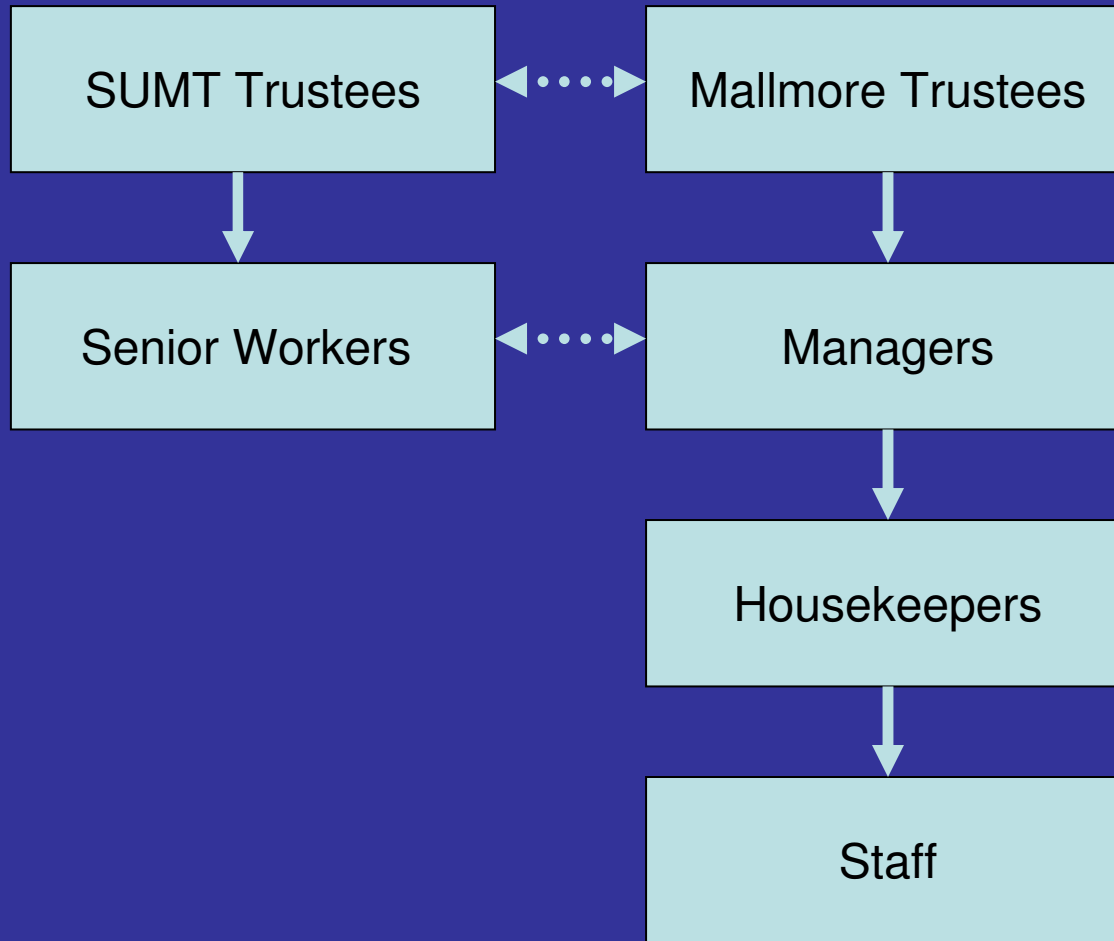 SUMT Trustees
Mallmore Trustees
Senior Workers
Managers
Housekeepers
Staff